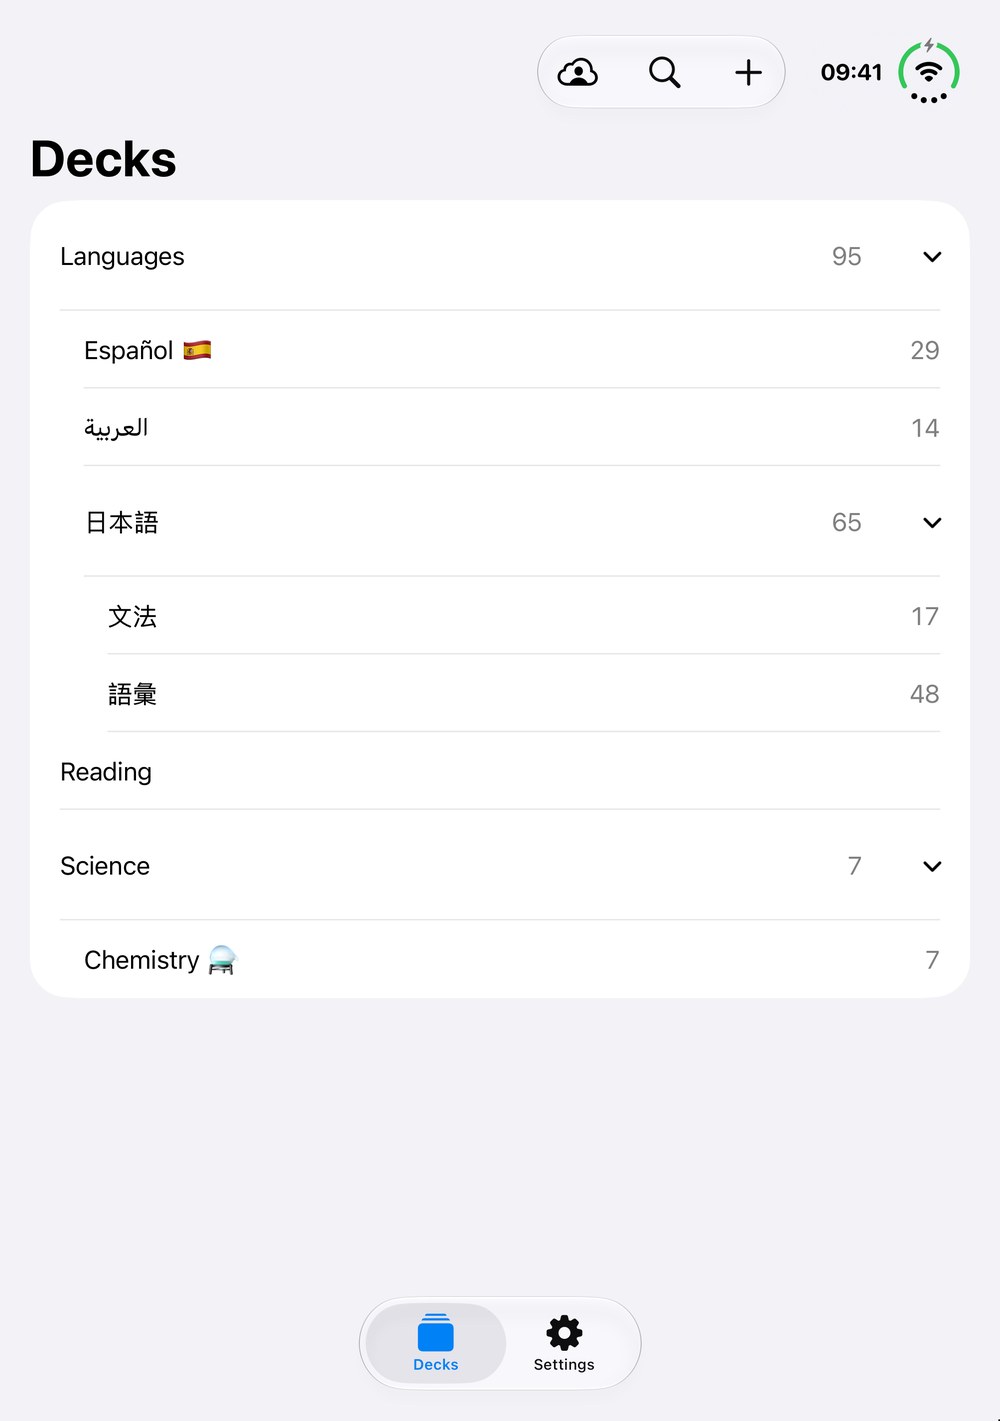 09:41
Decks
Languages 95
Español 🇪🇸 29
العربية 14
日本語 65
文法 17
語彙 48
Reading
Science 7
Chemistry 🔮 7
Decks
Settings